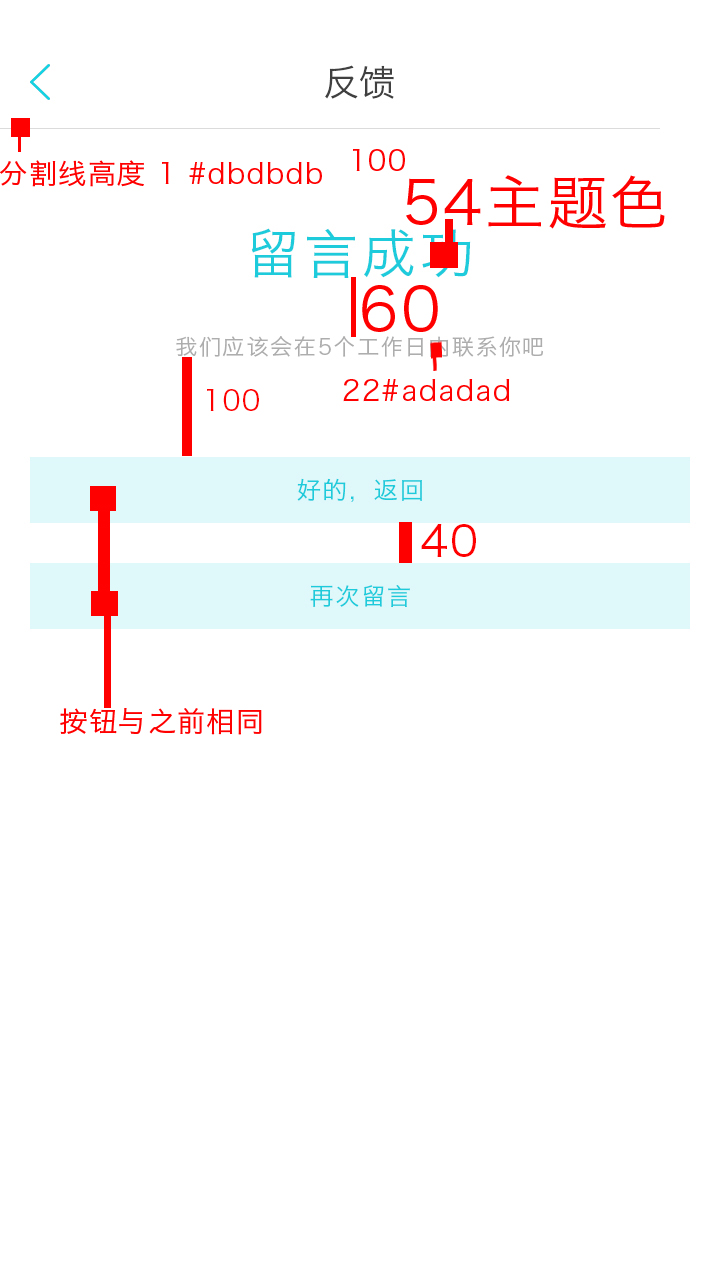 反馈
100
分割线高度 1 #dbdbdb
54主题色
留言成功
60
我们应该会在5个工作日内联系你吧
22#adadad
100
好的，返回
40
再次留言
按钮与之前相同